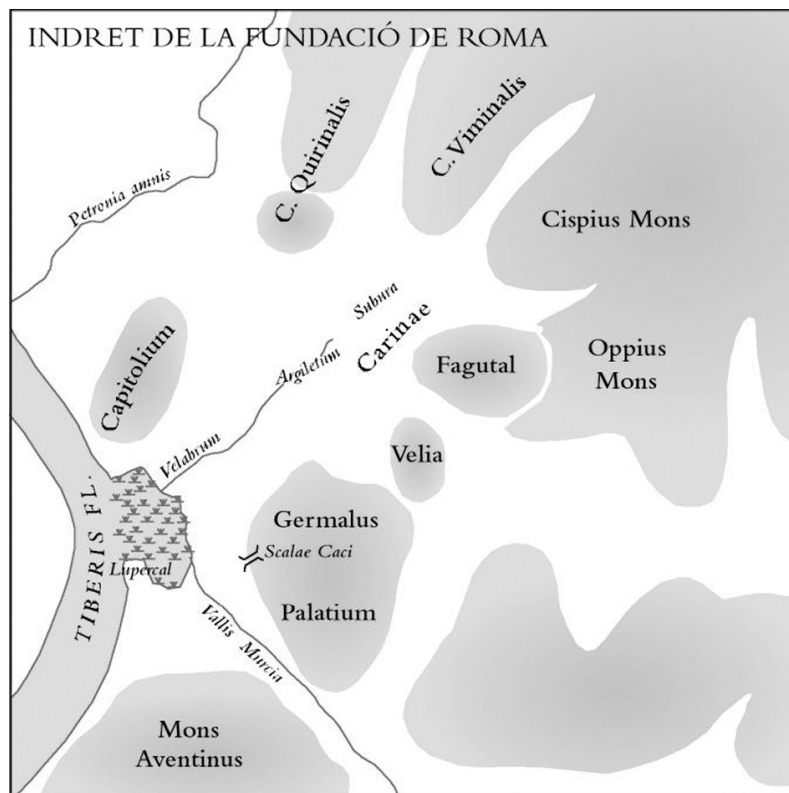 INDRET DE LA FUNDACIÓ DE ROMA
C. Quirinalis
C. Viminalis
Petronia amnis
Cispius Mons
Subura
Carinae
Capitolium
Argiletum
Fagutal
Oppius
Mons
Velabrum
Velia
TIBERIS FL.
Germalus
Scalae Caci
Lupercal
Palatium
Vallis Murcia
Mons
Aventinus